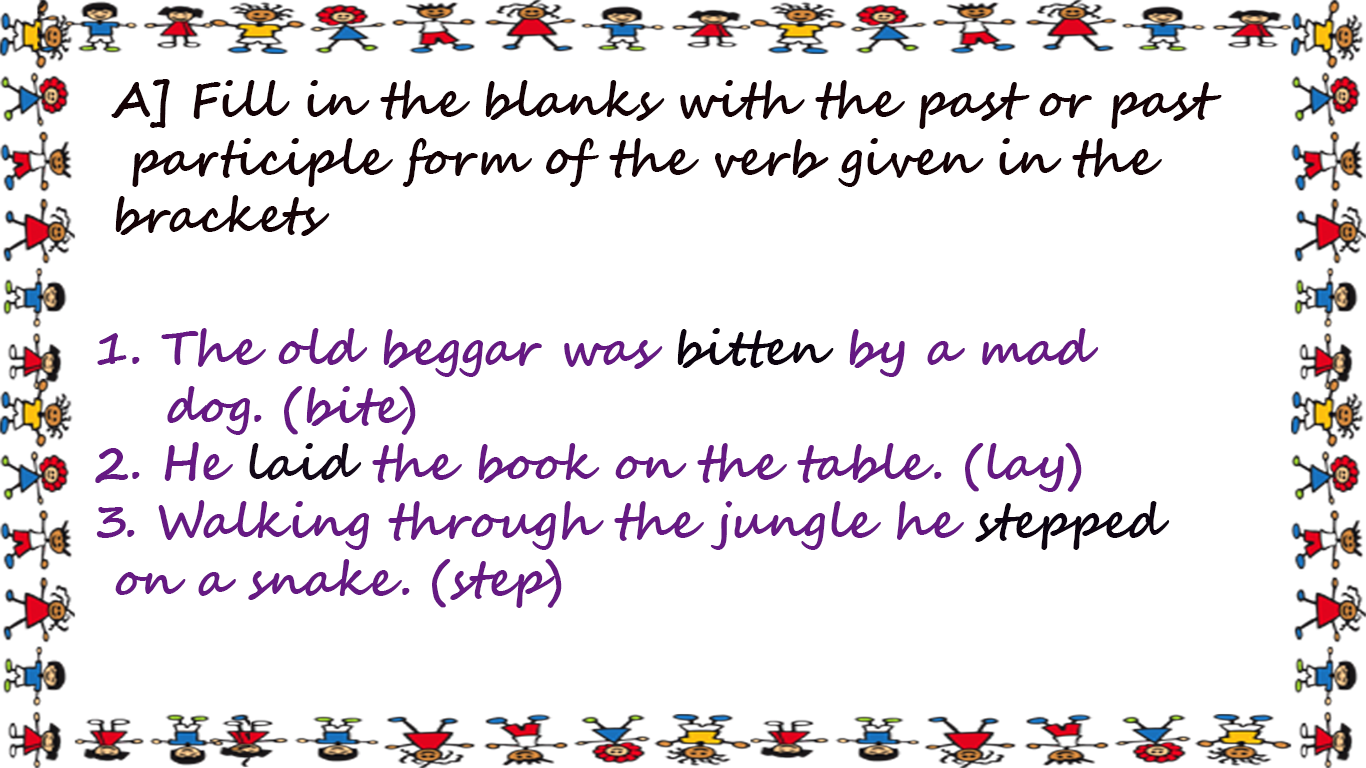 A] Fill in the blanks with the past or past
participle form of the verb given in the
brackets
1. The old beggar was bitten by a mad
dog. (bite)
2. He laid the book on the table. (lay)
3. Walking through the jungle he stepped
on a snake. (step)